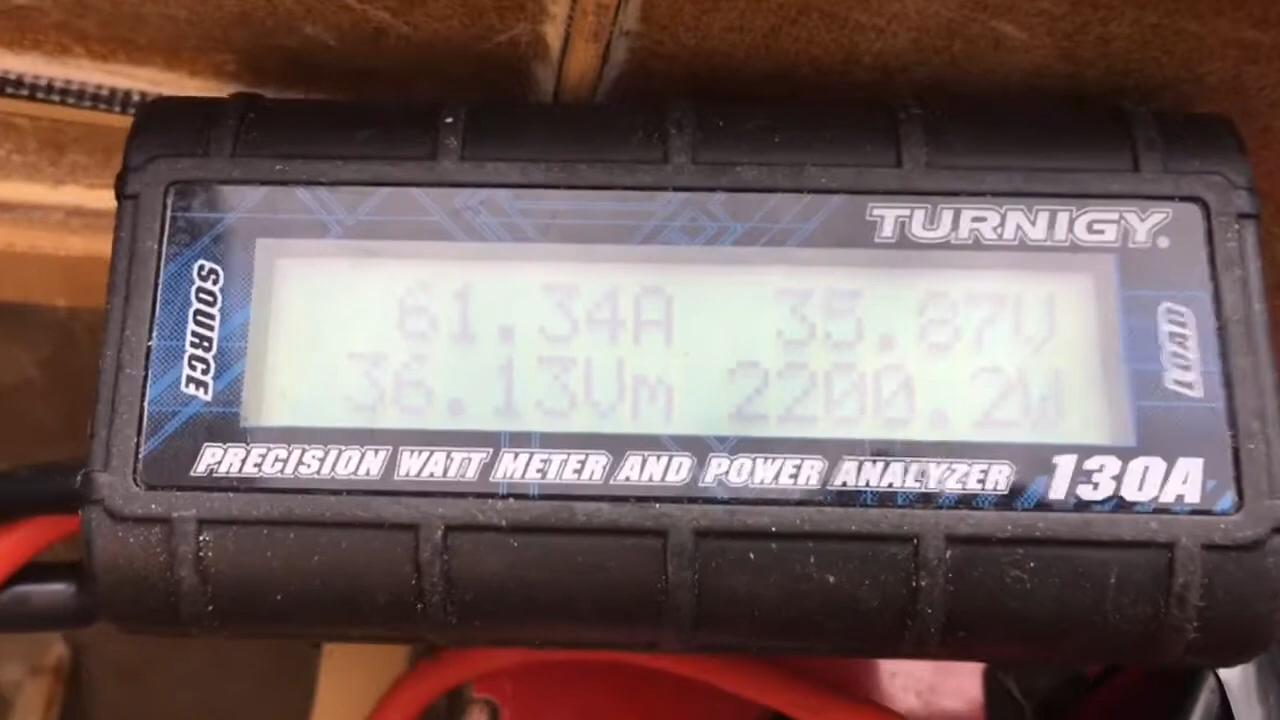 TURNIGY.
SOURCE
61.34A 35.87V
36.13Vm 2200.2W
LOAD
PRECISION WATT METER AND POWER ANALYZER 130A